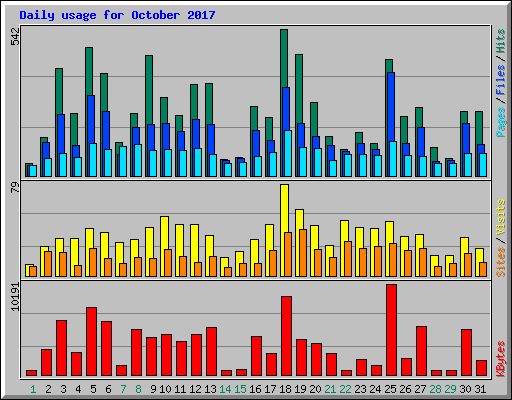 Daily usage for October 2017
542
Pages / Files / Hits
79
Sites / Visits
10191
KBytes
1 2 3 4 5 6 7 8 9 10 11 12 13 14 15 16 17 18 19 20 21 22 23 24 25 26 27 28 29 30 31